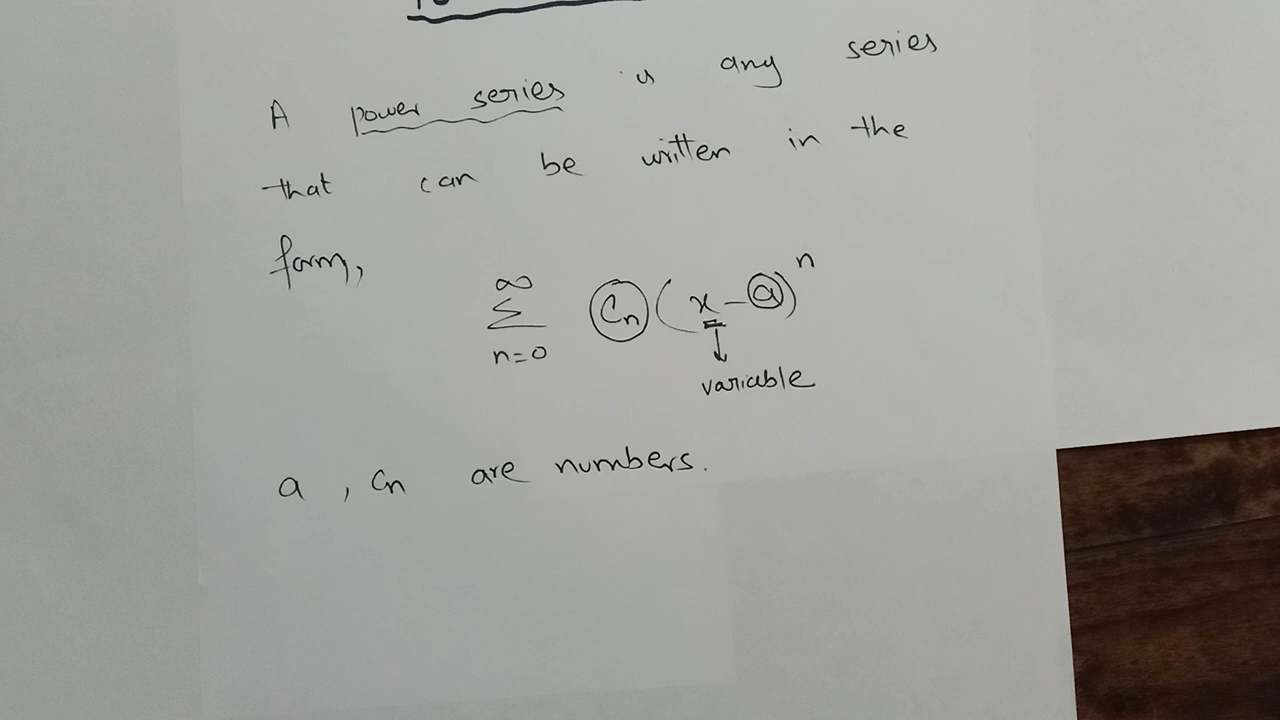 A power series is any series
that can be written in the
form,
∞
Σ Cn (x - a)^n
n=0
variable
a , Cn are numbers.